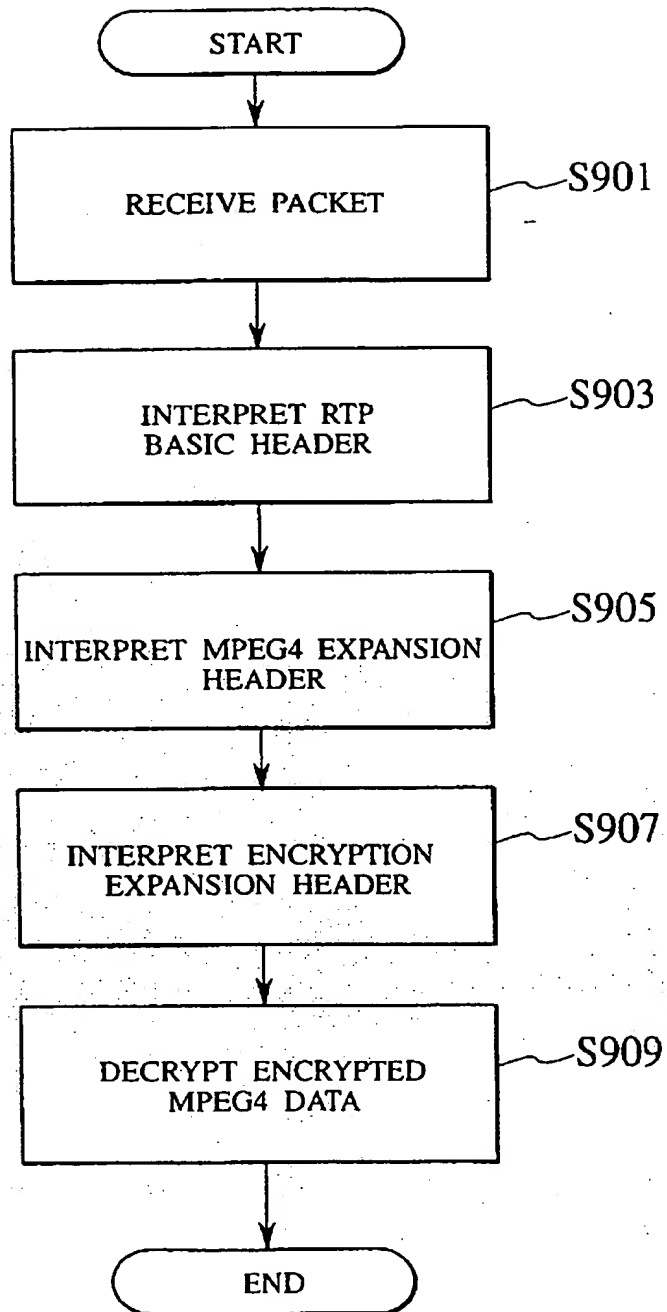 START
RECEIVE PACKET
S901
INTERPRET RTP
BASIC HEADER
S903
INTERPRET MPEG4 EXPANSION
HEADER
S905
INTERPRET ENCRYPTION
EXPANSION HEADER
S907
DECRYPT ENCRYPTED
MPEG4 DATA
S909
END